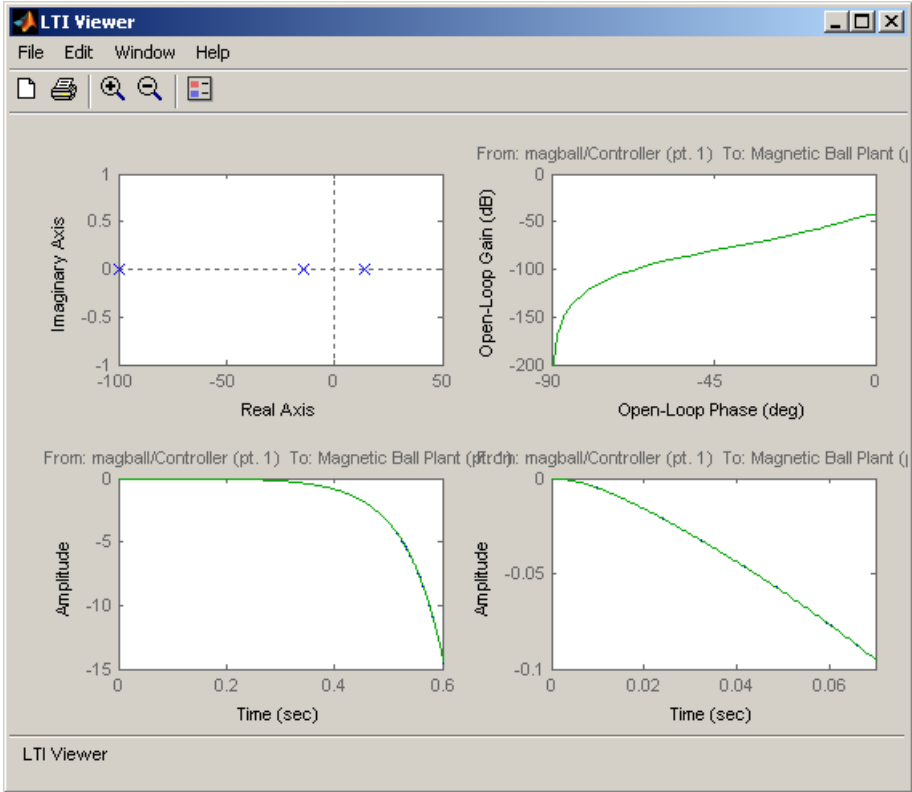 LTI Viewer
File Edit Window Help
From: magball/Controller (pt. 1) To: Magnetic Ball Plant (
1
0.5
0
-0.5
-1
Imaginary Axis
-100 -50 0 50
Real Axis
0
-50
-100
-150
-200
Open-Loop Gain (dB)
-90 -45 0
Open-Loop Phase (deg)
From: magball/Controller (pt. 1) To: Magnetic Ball Plant
magball/Controller (pt. 1) To: Magnetic Ball Plant (
0
-5
-10
-15
Amplitude
0 0.2 0.4 0.6
Time (sec)
0
-0.05
-0.1
Amplitude
0 0.02 0.04 0.06
Time (sec)
LTI Viewer